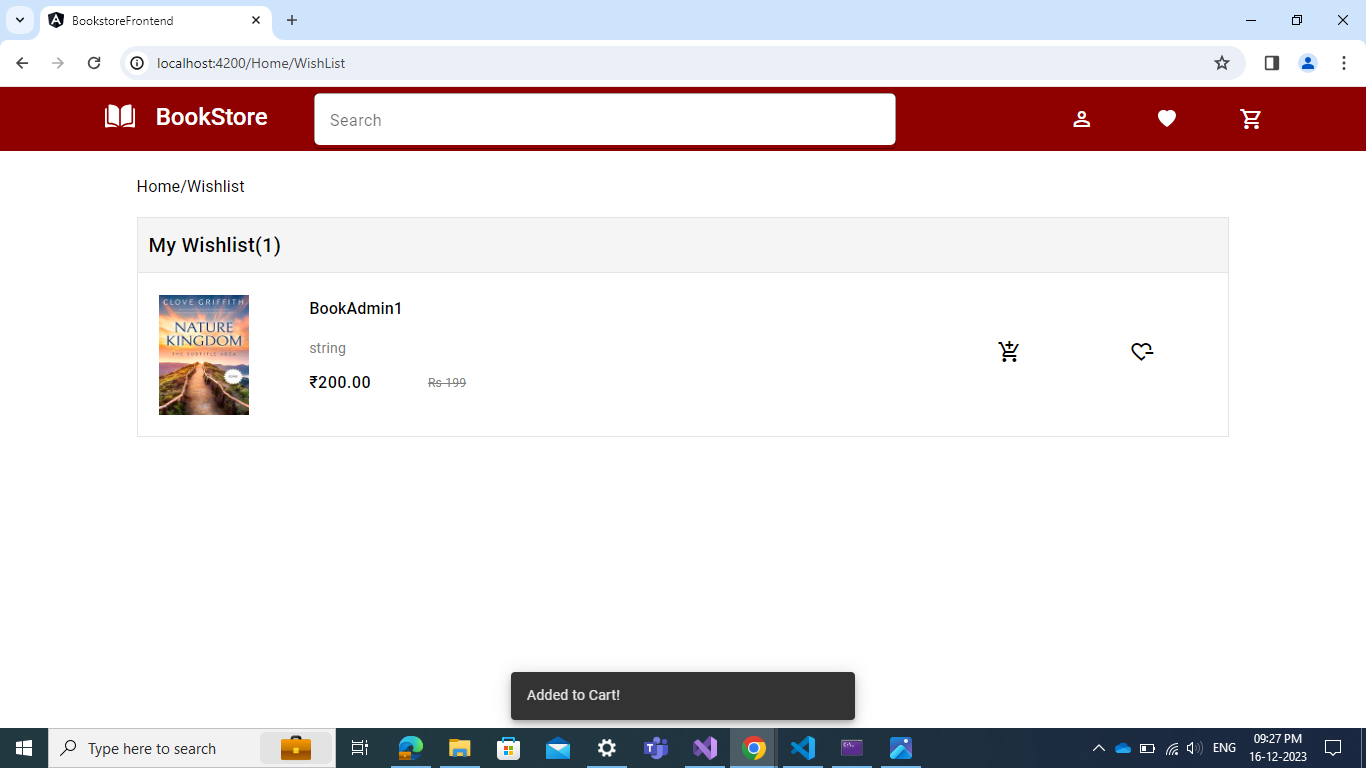 BookstoreFrontend
localhost:4200/Home/WishList
BookStore
Search
Home/Wishlist
My Wishlist(1)
CLOVE GRIFFITH
NATURE
KINGDOM
THE SUBTITLE AREA
BookAdmin1
string
₹200.00 Rs 199
Added to Cart!
Type here to search
ENG
09:27 PM
16-12-2023